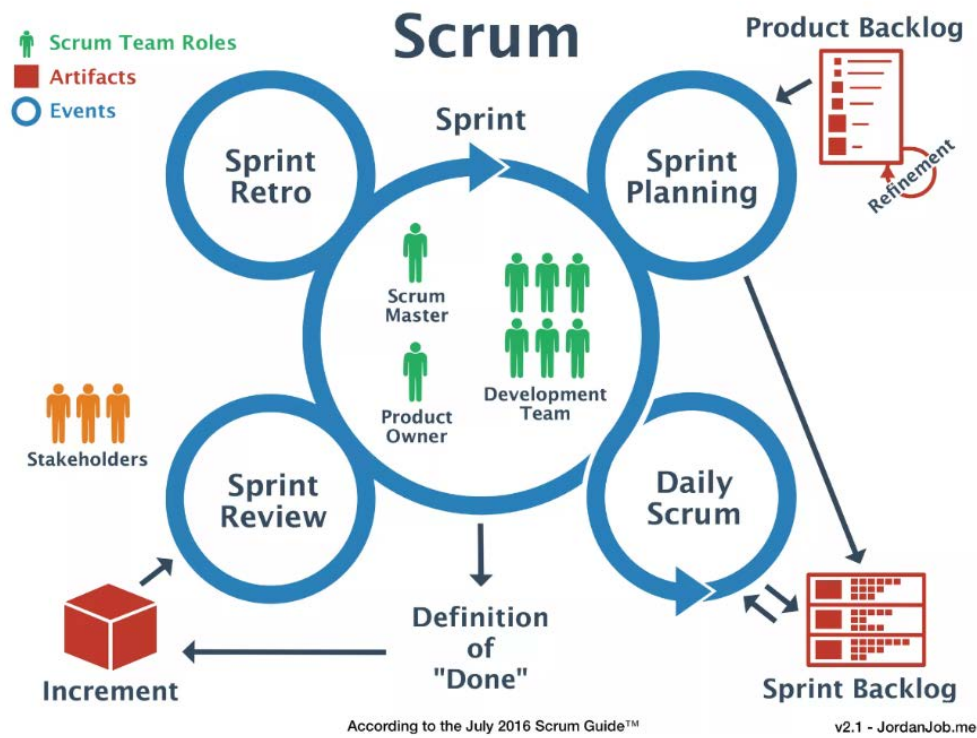 Scrum
Scrum Team Roles
Artifacts
Events
Product Backlog
Refinement
Sprint
Sprint
Retro
Sprint
Planning
Scrum
Master
Product
Owner
Development
Team
Stakeholders
Sprint
Review
Daily
Scrum
Definition
of
"Done"
Increment
Sprint Backlog
According to the July 2016 Scrum Guide™
v2.1 - JordanJob.me